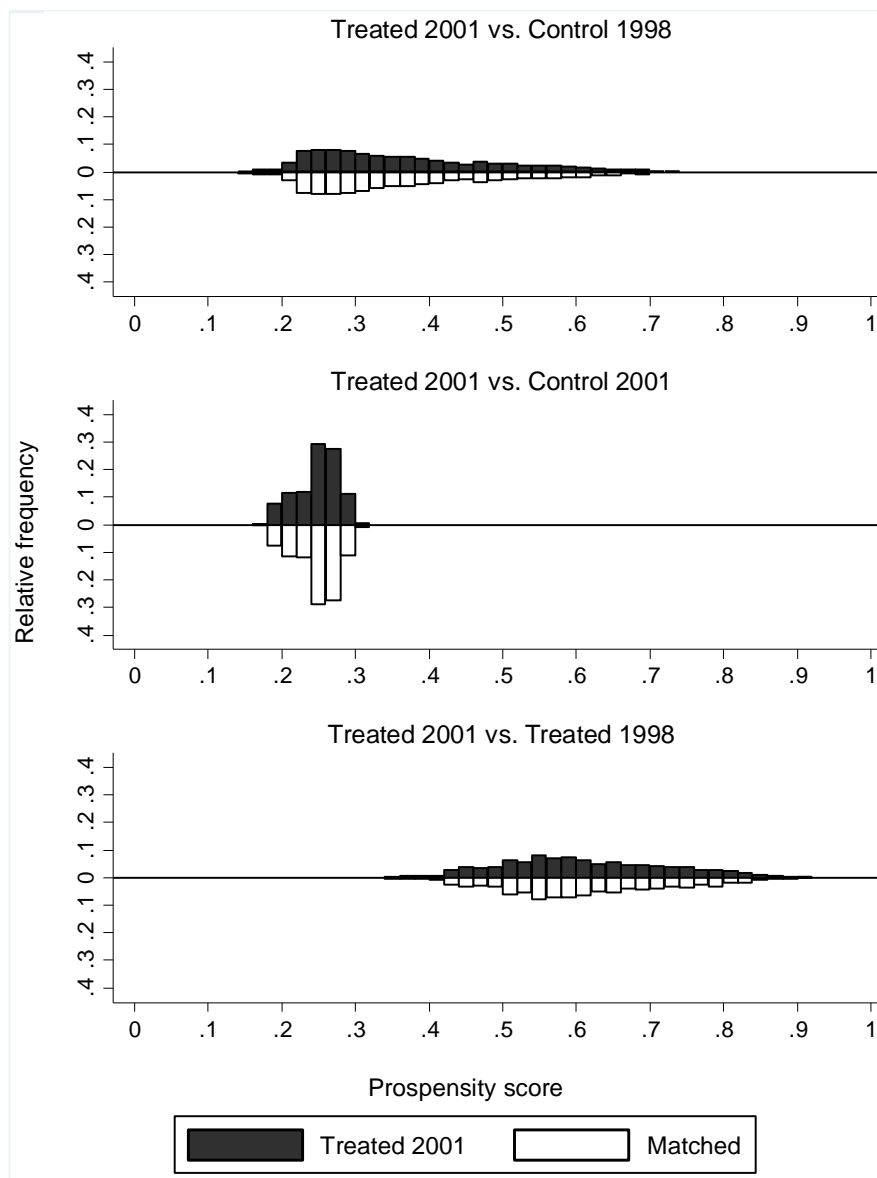 Treated 2001 vs. Control 1998
.4 .3 .2 .1 0 .1 .2 .3 .4
0 .1 .2 .3 .4 .5 .6 .7 .8 .9 1
Treated 2001 vs. Control 2001
Relative frequency
.4 .3 .2 .1 0 .1 .2 .3 .4
0 .1 .2 .3 .4 .5 .6 .7 .8 .9 1
Treated 2001 vs. Treated 1998
.4 .3 .2 .1 0 .1 .2 .3 .4
0 .1 .2 .3 .4 .5 .6 .7 .8 .9 1
Prospensity score
Treated 2001 Matched